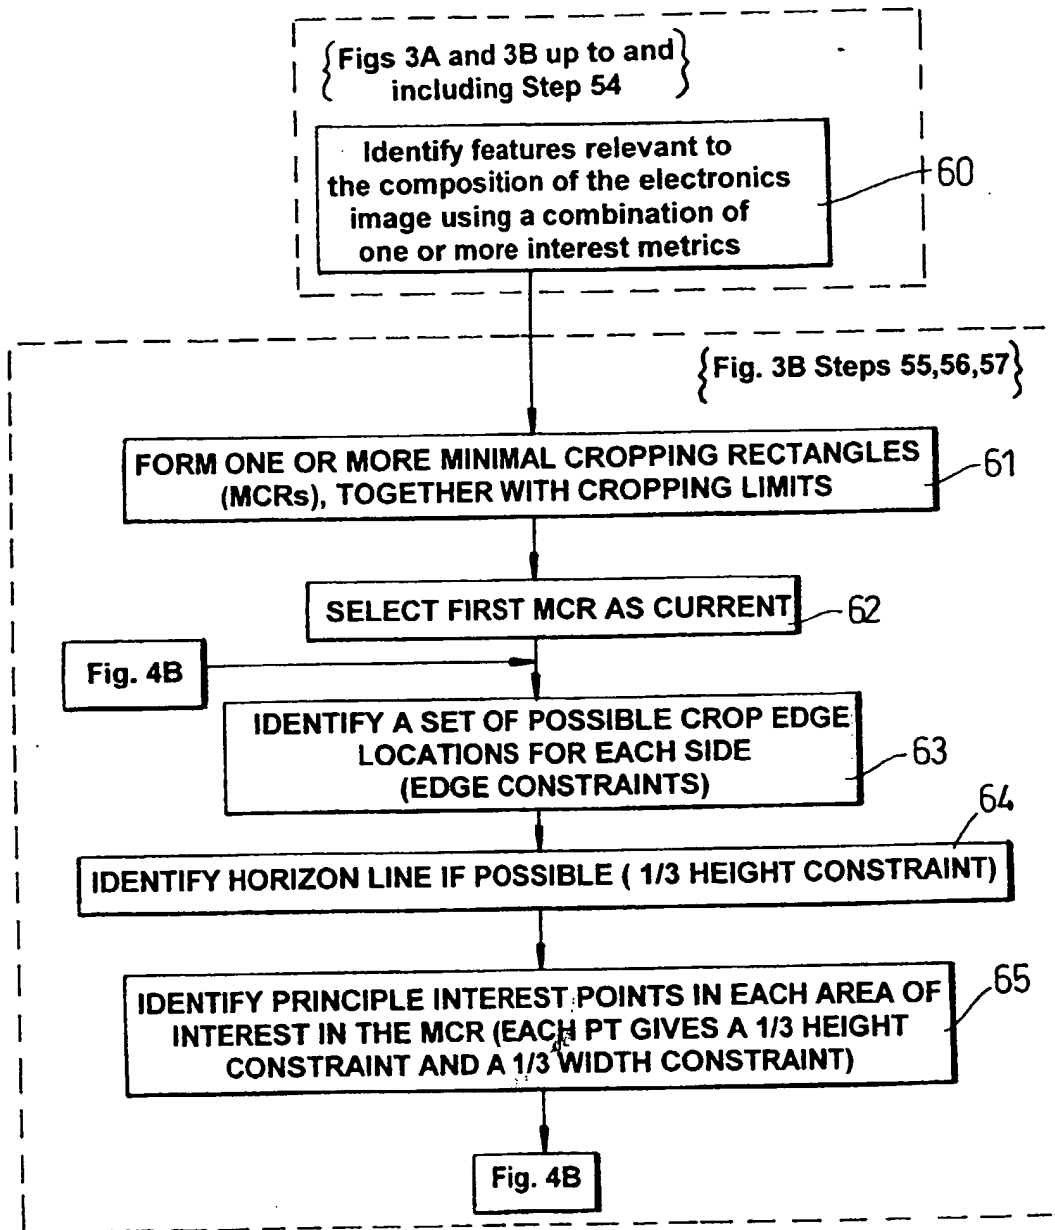 {Figs 3A and 3B up to and
including Step 54}
Identify features relevant to
the composition of the electronics
image using a combination of
one or more interest metrics
60
{Fig. 3B Steps 55,56,57}
FORM ONE OR MORE MINIMAL CROPPING RECTANGLES
(MCRs), TOGETHER WITH CROPPING LIMITS
61
SELECT FIRST MCR AS CURRENT
62
Fig. 4B
IDENTIFY A SET OF POSSIBLE CROP EDGE
LOCATIONS FOR EACH SIDE
(EDGE CONSTRAINTS)
63
64
IDENTIFY HORIZON LINE IF POSSIBLE ( 1/3 HEIGHT CONSTRAINT)
IDENTIFY PRINCIPLE INTEREST POINTS IN EACH AREA OF
INTEREST IN THE MCR (EACH PT GIVES A 1/3 HEIGHT
CONSTRAINT AND A 1/3 WIDTH CONSTRAINT)
65
Fig. 4B